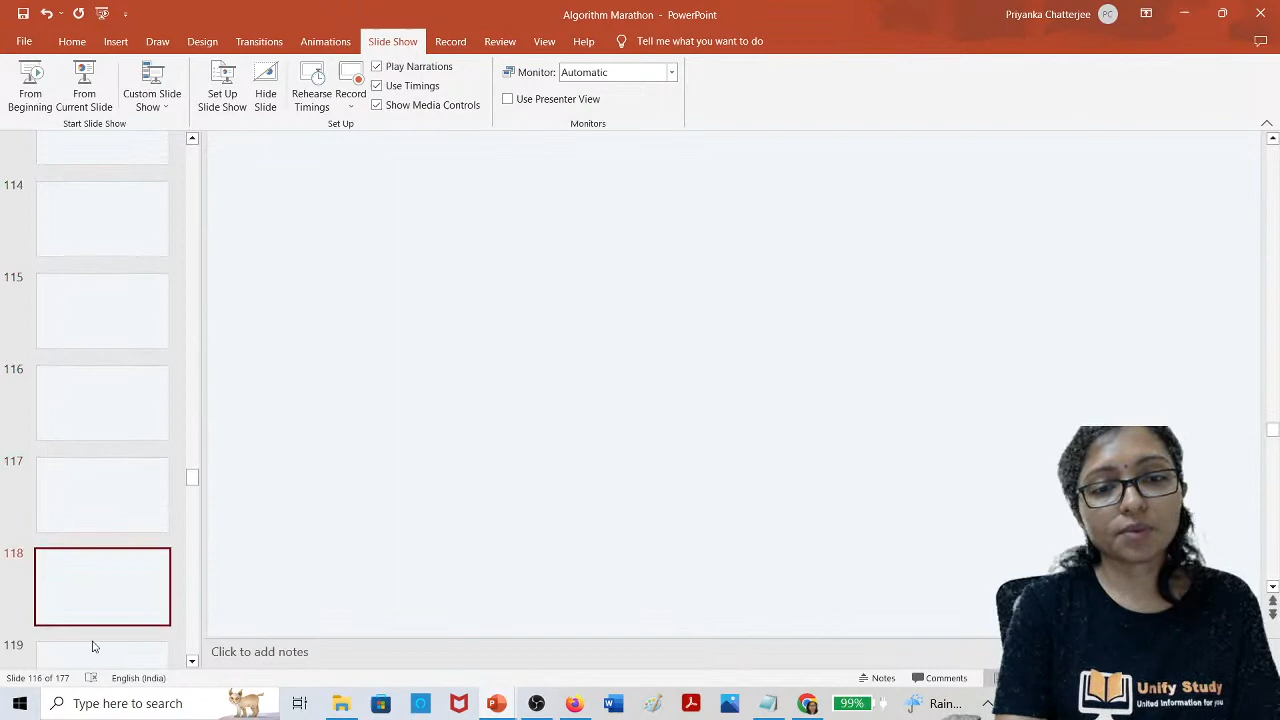 Algorithm Marathon - PowerPoint
Priyanka Chatterjee PC
File Home Insert Draw Design Transitions Animations Slide Show Record Review View Help Tell me what you want to do
From Beginning
From Current Slide
Custom Slide Show
Set Up Slide Show
Hide Slide
Rehearse Timings
Record
Play Narrations
Use Timings
Show Media Controls
Monitor: Automatic
Use Presenter View
Start Slide Show
Set Up
Monitors
114
115
116
117
118
119
Click to add notes
Slide 116 of 177
English (India)
Notes
Comments
Type here to search
99%
Rain...
Unify Study
United Information for you